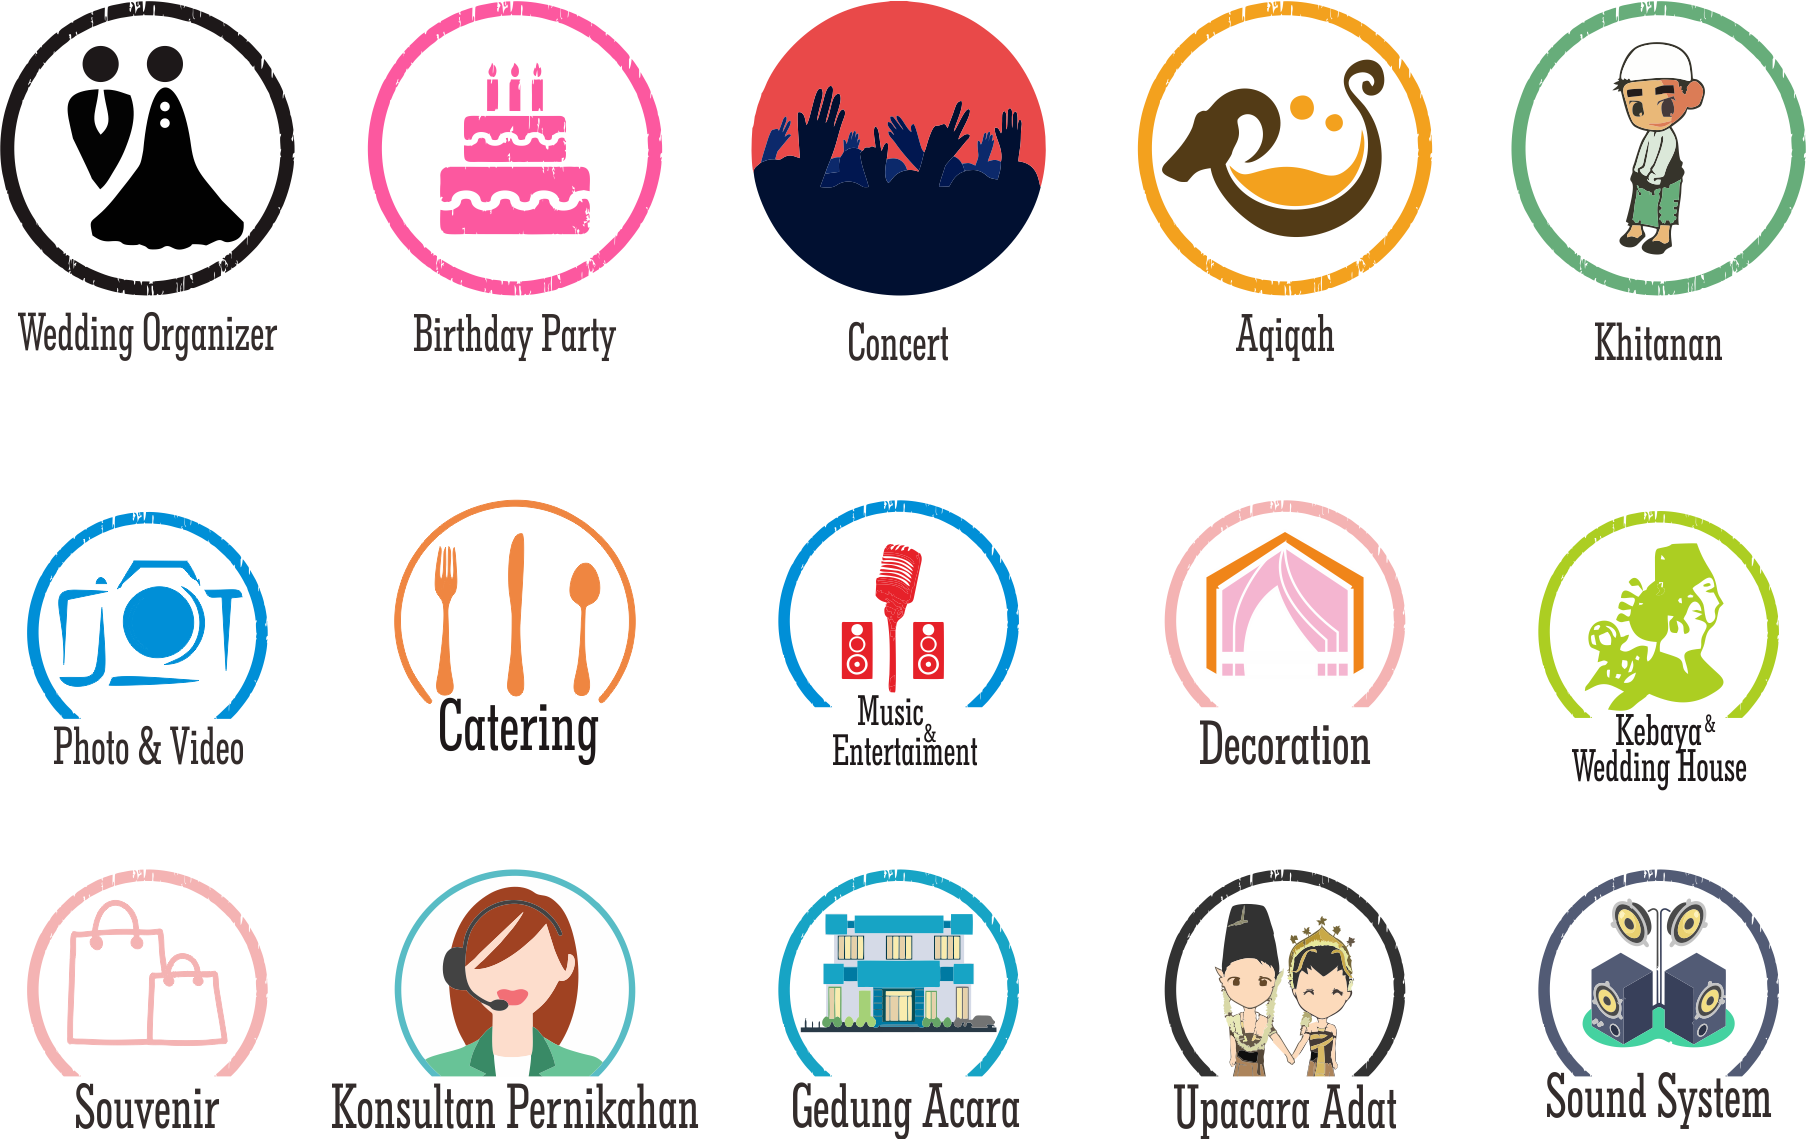 Wedding Organizer
Birthday Party
Concert
Aqiqah
Khitanan
Photo & Video
Catering
Music
&
Entertaiment
Decoration
Kebaya &
Wedding House
Souvenir
Konsultan Pernikahan
Gedung Acara
Upacara Adat
Sound System